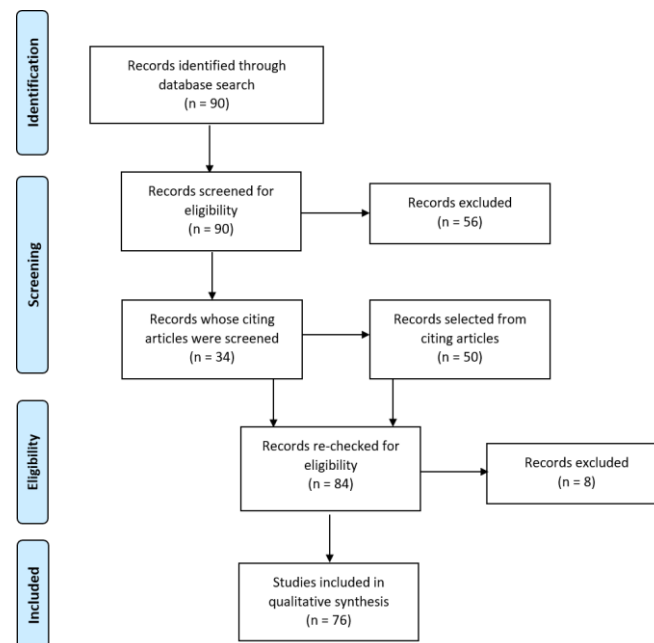 Identification
Records identified through
database search
(n = 90)
Screening
Records screened for
eligibility
(n = 90)
Records excluded
(n = 56)
Records whose citing
articles were screened
(n = 34)
Records selected from
citing articles
(n = 50)
Eligibility
Records re-checked for
eligibility
(n = 84)
Records excluded
(n = 8)
Included
Studies included in
qualitative synthesis
(n = 76)